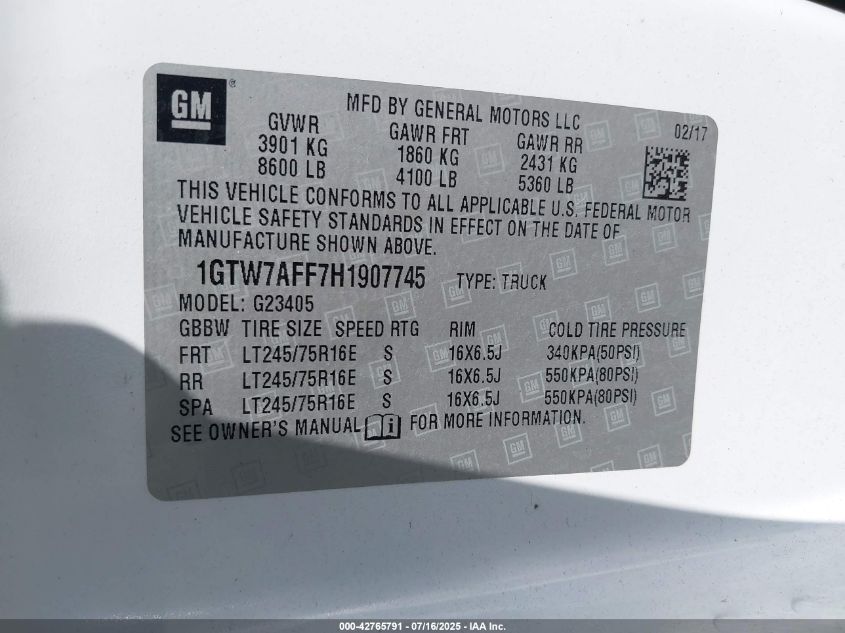 GM ®
MFD BY GENERAL MOTORS LLC
02/17
GVWR GAWR FRT GAWR RR
3901 KG 1860 KG 2431 KG
8600 LB 4100 LB 5360 LB
THIS VEHICLE CONFORMS TO ALL APPLICABLE U.S. FEDERAL MOTOR
VEHICLE SAFETY STANDARDS IN EFFECT ON THE DATE OF
MANUFACTURE SHOWN ABOVE.
1GTW7AFF7H1907745 TYPE: TRUCK
MODEL: G23405
GBBW TIRE SIZE SPEED RTG RIM COLD TIRE PRESSURE
FRT LT245/75R16E S 16X6.5J 340KPA(50PSI)
RR LT245/75R16E S 16X6.5J 550KPA(80PSI)
SPA LT245/75R16E S 16X6.5J 550KPA(80PSI)
SEE OWNER'S MANUAL FOR MORE INFORMATION.
000-42765791 - 07/16/2025 - IAA Inc.